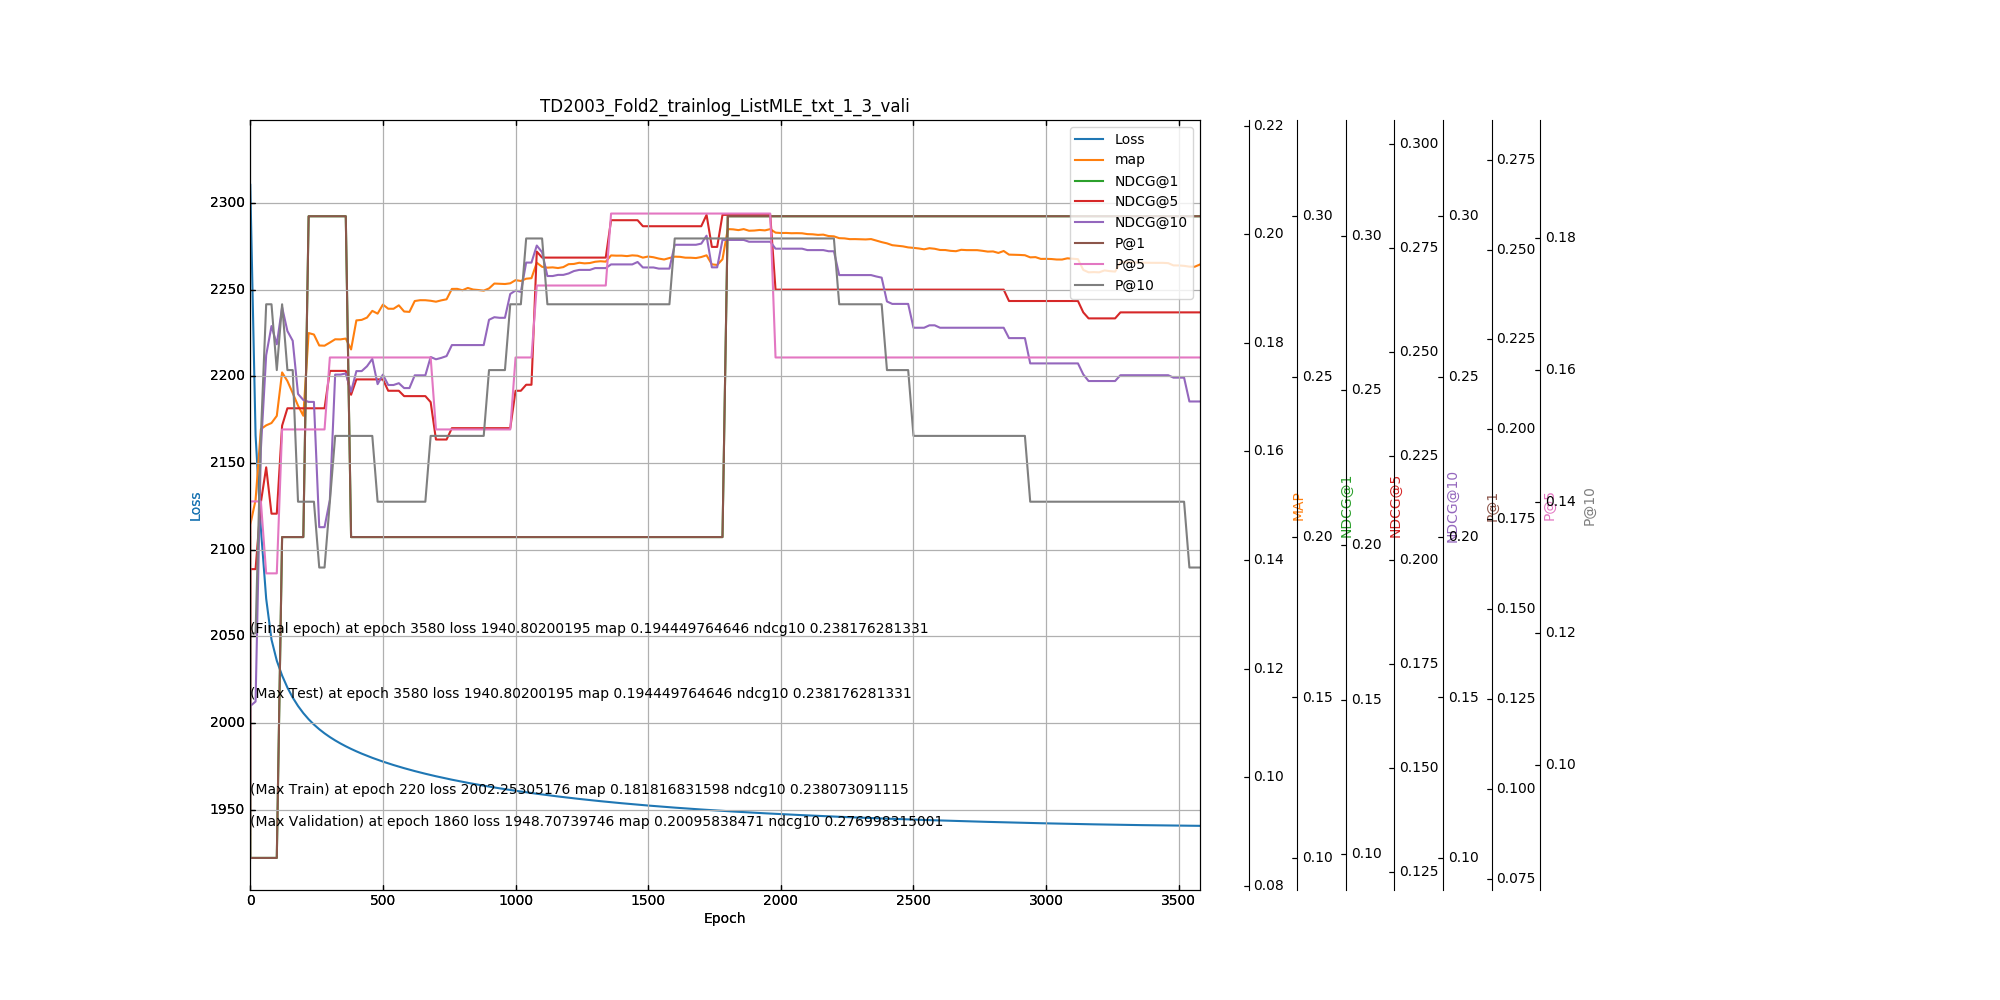 TD2003_Fold2_trainlog_ListMLE_txt_1_3_vali
Loss
map
NDCG@1
NDCG@5
NDCG@10
P@1
P@5
P@10
2300
2250
2200
2150
2100
2050
2000
1950
Loss
(Final epoch) at epoch 3580 loss 1940.80200195 map 0.194449764646 ndcg10 0.238176281331
(Max Test) at epoch 3580 loss 1940.80200195 map 0.194449764646 ndcg10 0.238176281331
(Max Train) at epoch 220 loss 2002.25305176 map 0.181816831598 ndcg10 0.238073091115
(Max Validation) at epoch 1860 loss 1948.70739746 map 0.20095838471 ndcg10 0.276998315001
0 500 1000 1500 2000 2500 3000 3500
Epoch
0.22
0.20
0.18
0.16
0.14
0.12
0.10
0.08
MAP
0.30
0.25
0.20
0.15
0.10
NDCG@1
0.30
0.25
0.20
0.15
0.10
NDCG@5
0.300
0.275
0.250
0.225
0.200
0.175
0.150
0.125
NDCG@10
0.30
0.25
0.20
0.15
0.10
P@1
0.275
0.250
0.225
0.200
0.175
0.150
0.125
0.100
0.075
P@5
0.18
0.16
0.14
0.12
0.10
P@10